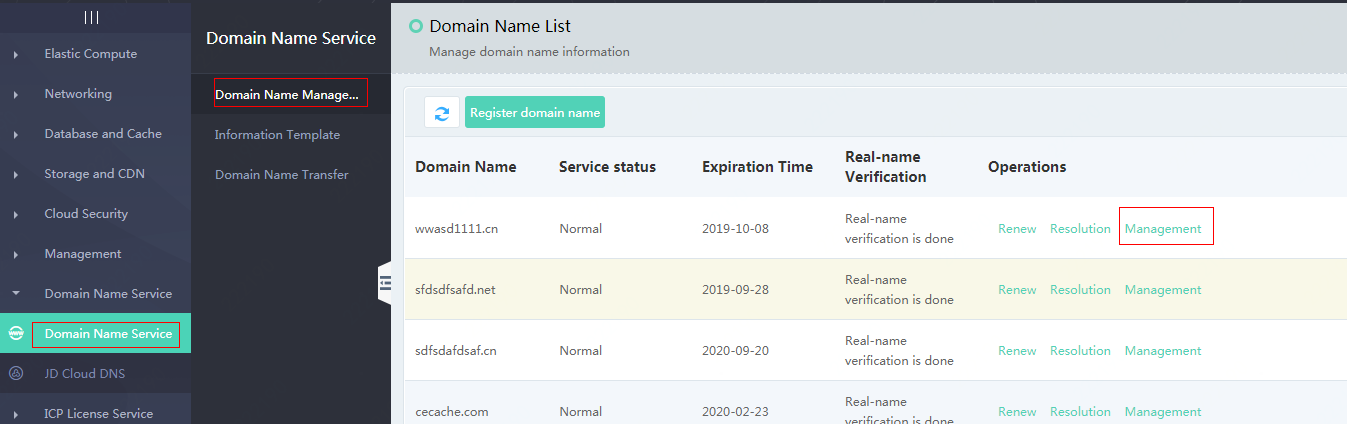 Elastic Compute
Networking
Database and Cache
Storage and CDN
Cloud Security
Management
Domain Name Service
Domain Name Service
JD Cloud DNS
ICP License Service
Domain Name Service
Domain Name Manage...
Information Template
Domain Name Transfer
Domain Name List
Manage domain name information
Register domain name
Domain Name Service status Expiration Time Real-name Verification Operations
wwasd1111.cn Normal 2019-10-08 Real-name verification is done Renew Resolution Management
sfdsdfsafd.net Normal 2019-09-28 Real-name verification is done Renew Resolution Management
sdfsdafdsaf.cn Normal 2020-09-20 Real-name verification is done Renew Resolution Management
cecache.com Normal 2020-02-23 Real-name verification is done Renew Resolution Management